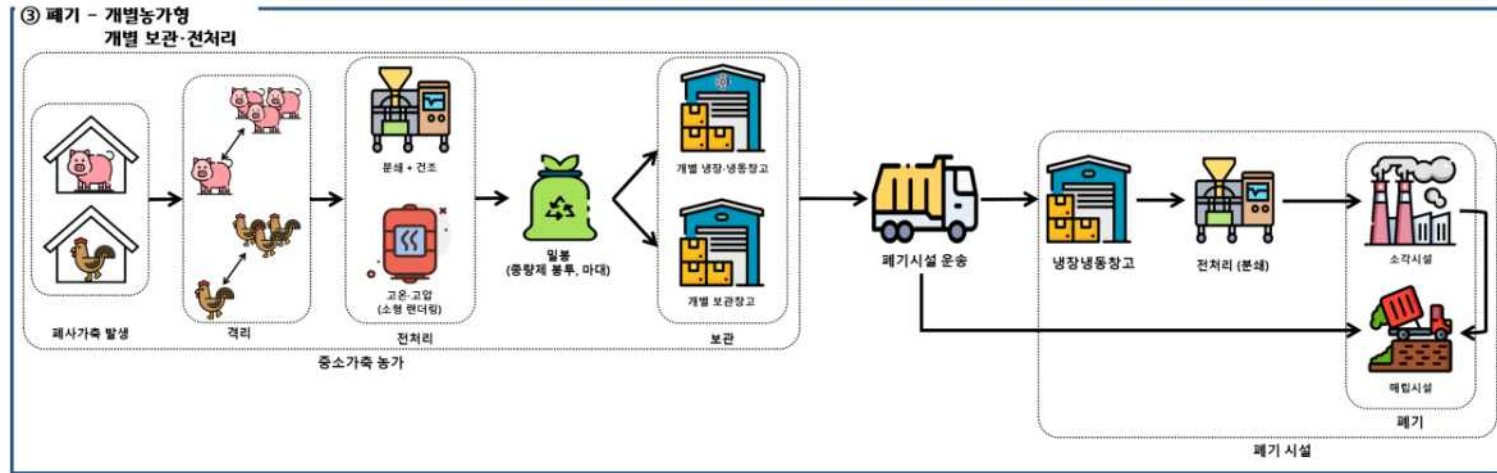 ③ 폐기 - 개별농가형
개별 보관·전처리
폐사가축 발생
격리
분쇄 + 건조
고온·고압
(소형 랜더링)
전처리
밀봉
(중량제 봉투, 마대)
개별 냉장·냉동창고
개별 보관창고
보관
중소가축 농가
폐기시설 운송
냉장냉동창고
전처리 (분쇄)
소각시설
매립시설
폐기
폐기 시설